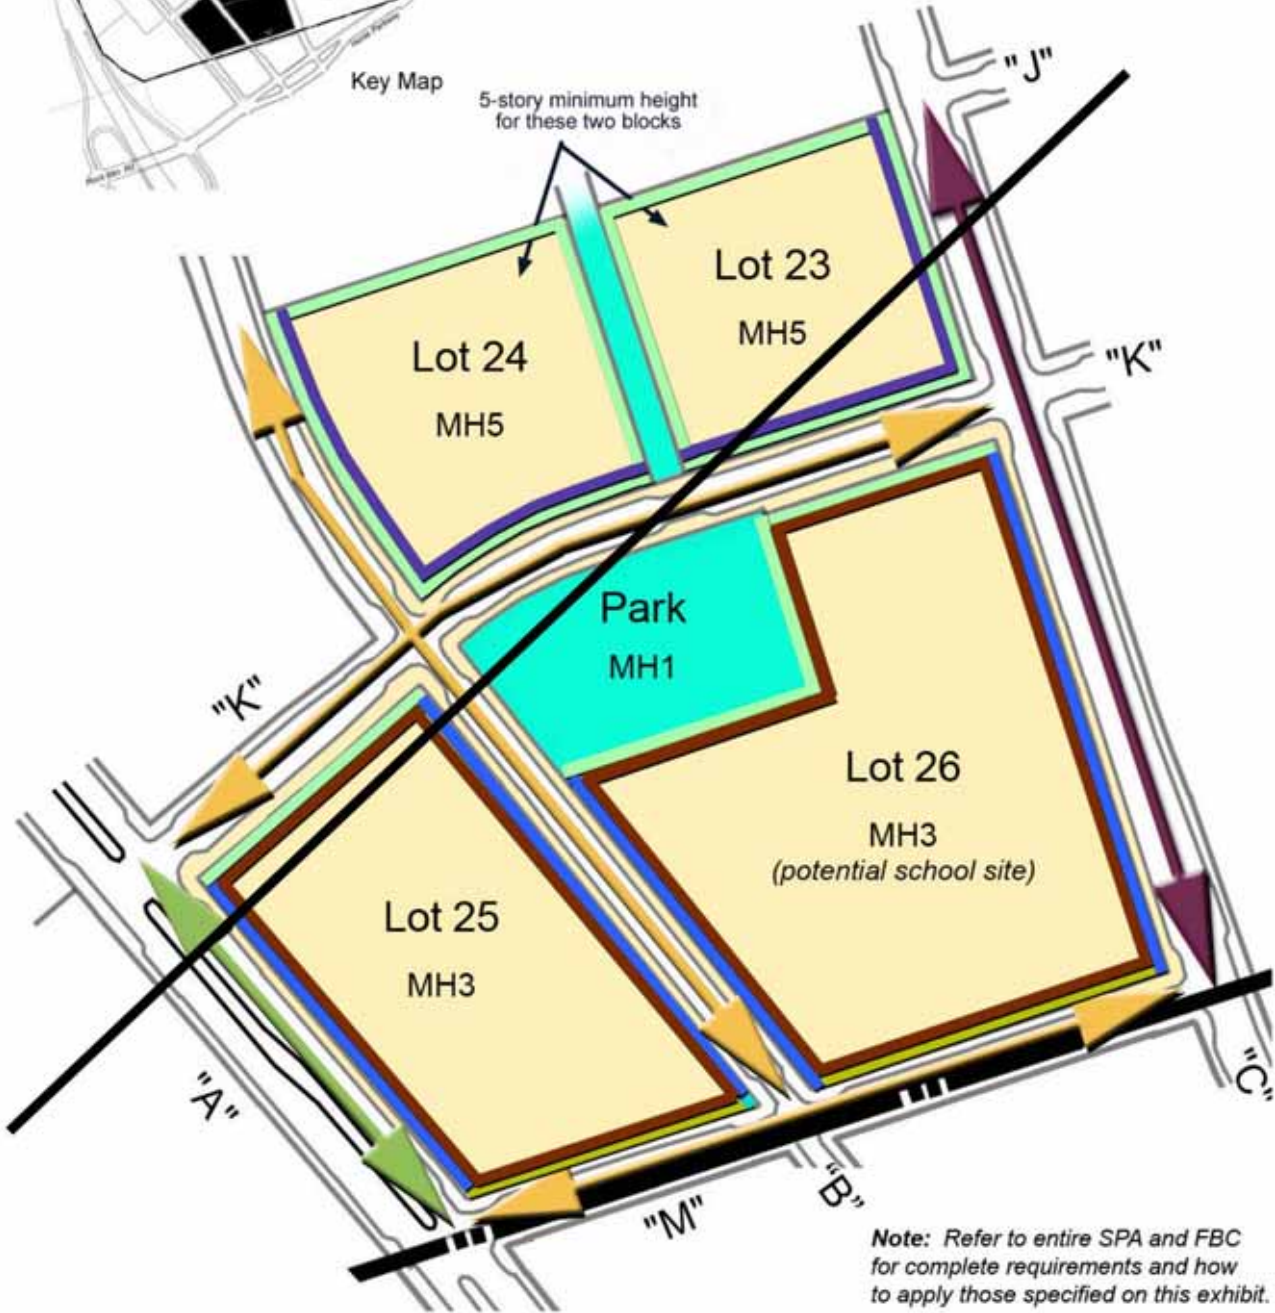 Key Map
5-story minimum height
for these two blocks
"J"
Lot 23
MH5
"K"
Lot 24
MH5
Park
MH1
"K"
Lot 26
MH3
(potential school site)
Lot 25
MH3
"A"
"C"
"B"
"M"
Note: Refer to entire SPA and FBC
for complete requirements and how
to apply those specified on this exhibit.